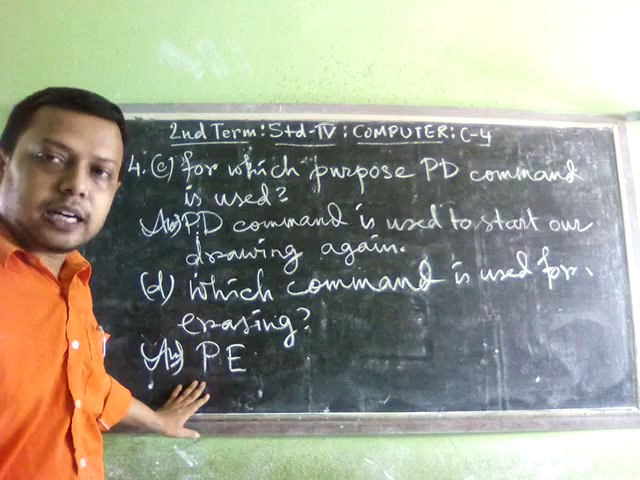 2nd Term: Std-IV: COMPUTER: C-4
4. (c) for which purpose PD command
is used?
Ans) PD command is used to start our
drawing again.
(d) which command is used for
erasing?
Ans) PE